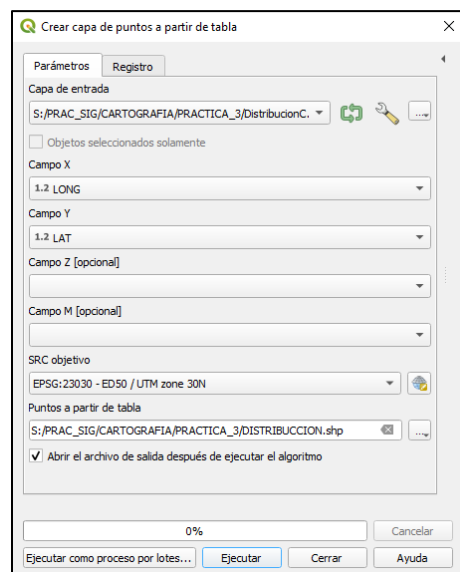 Crear capa de puntos a partir de tabla
Parámetros Registro
Capa de entrada
S:/PRAC_SIG/CARTOGRAFIA/PRACTICA_3/DistribucionC.
Objetos seleccionados solamente
Campo X
1.2 LONG
Campo Y
1.2 LAT
Campo Z [opcional]
Campo M [opcional]
SRC objetivo
EPSG:23030 - ED50 / UTM zone 30N
Puntos a partir de tabla
S:/PRAC_SIG/CARTOGRAFIA/PRACTICA_3/DISTRIBUCCION.shp
Abrir el archivo de salida después de ejecutar el algoritmo
0% Cancelar
Ejecutar como proceso por lotes... Ejecutar Cerrar Ayuda